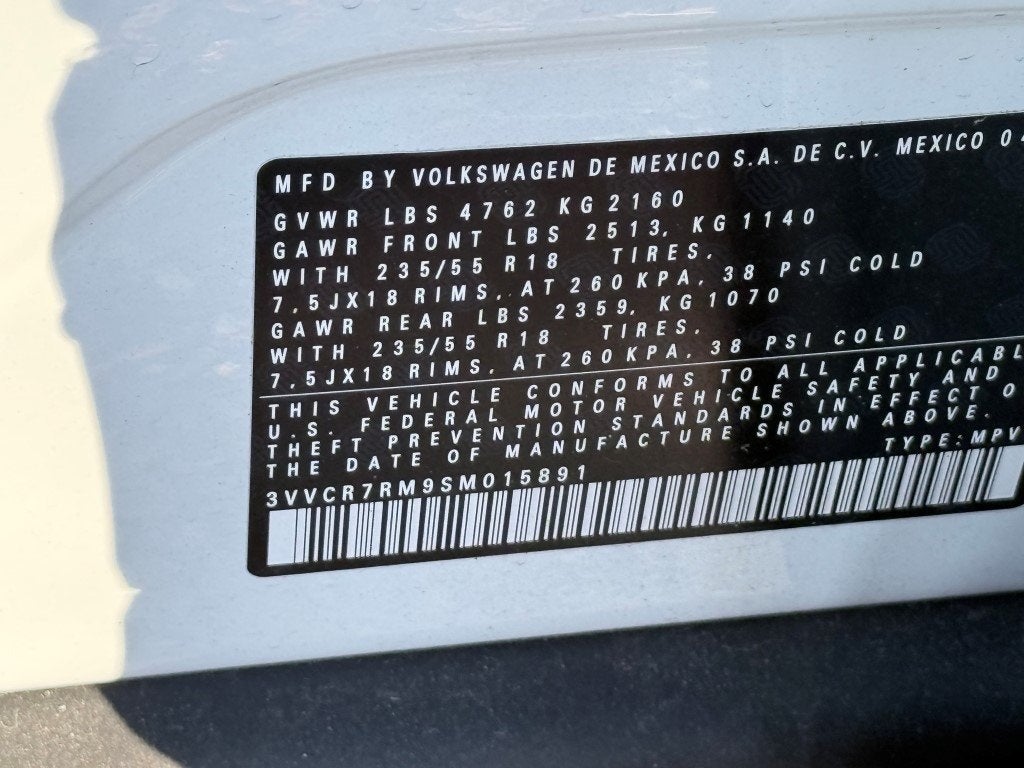 MFD BY VOLKSWAGEN DE MEXICO S.A. DE C.V. MEXICO 0
GVWR LBS 4762 KG 2160
GAWR FRONT LBS 2513, KG 1140
WITH 235/55 R18 TIRES,
7,5JX18 RIMS, AT 260 KPA, 38 PSI COLD
GAWR REAR LBS 2359, KG 1070
WITH 235/55 R18 TIRES,
7,5JX18 RIMS, AT 260 KPA, 38 PSI COLD
THIS VEHICLE CONFORMS TO ALL APPLICABL
U.S. FEDERAL MOTOR VEHICLE SAFETY AND
THEFT PREVENTION STANDARDS IN EFFECT O
THE DATE OF MANUFACTURE SHOWN ABOVE.
TYPE: MPV
3VVCR7RM9SM015891